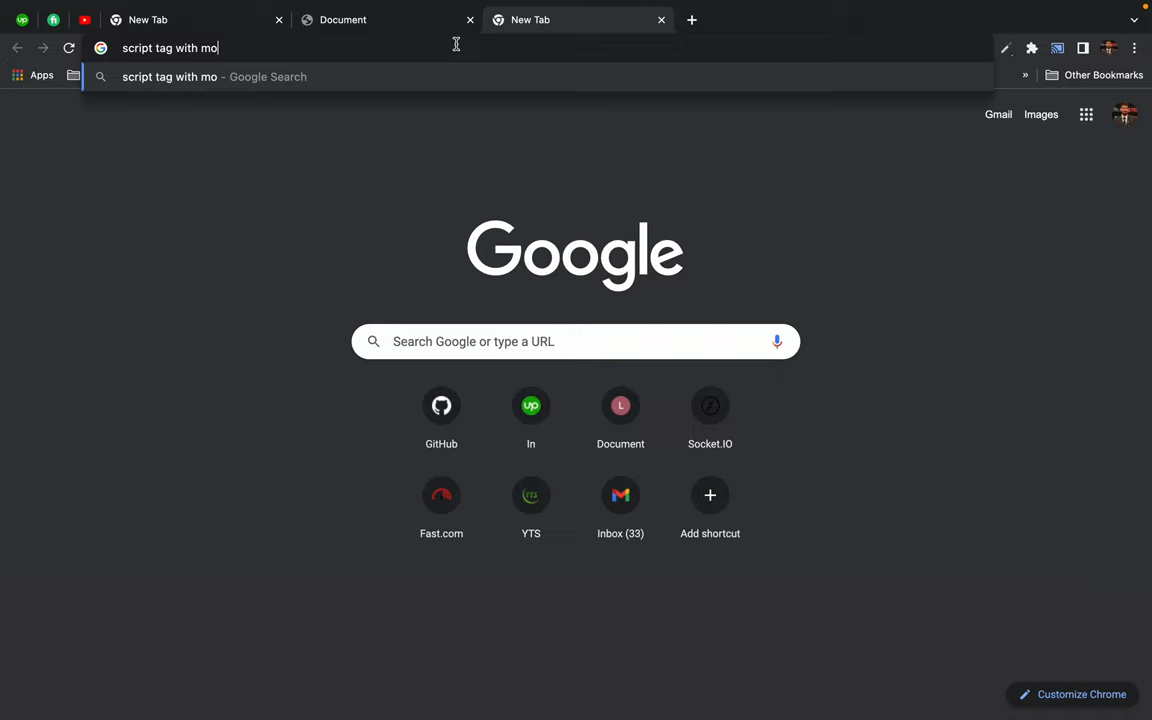 New Tab
Document
New Tab
script tag with mo
script tag with mo - Google Search
Apps
Other Bookmarks
Gmail
Images
Google
Search Google or type a URL
GitHub
In
Document
Socket.IO
Fast.com
YTS
Inbox (33)
Add shortcut
Customize Chrome